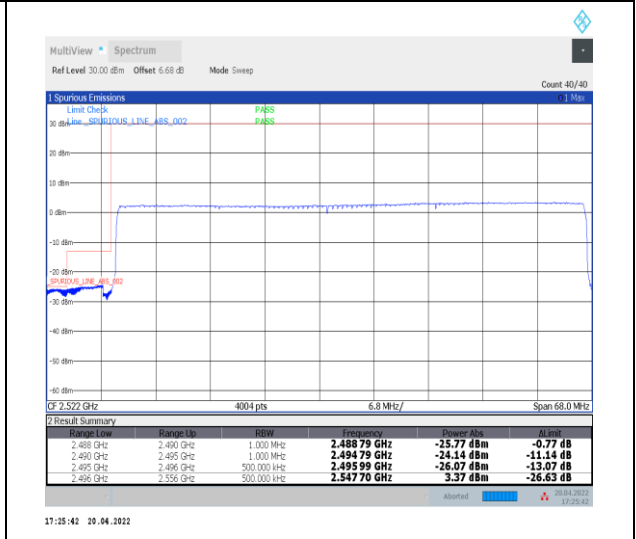 MultiView Spectrum
Ref Level 30.00 dBm Offset 6.68 dB Mode Sweep
Count 40/40
1 Spurious Emissions 1 Max
Limit Check PASS
30 dBm Line _SPURIOUS_LINE_ABS_002 PASS
20 dBm
10 dBm
0 dBm
-10 dBm
-20 dBm
_SPURIOUS_LINE_ABS_002
-30 dBm
-40 dBm
-50 dBm
-60 dBm
CF 2.522 GHz 4004 pts 6.8 MHz/ Span 68.0 MHz
2 Result Summary
Range Low Range Up RBW Frequency Power Abs ΔLimit
2.488 GHz 2.490 GHz 1.000 MHz 2.488 79 GHz -25.77 dBm -0.77 dB
2.490 GHz 2.495 GHz 1.000 MHz 2.494 79 GHz -24.14 dBm -11.14 dB
2.495 GHz 2.496 GHz 500.000 kHz 2.495 99 GHz -26.07 dBm -13.07 dB
2.496 GHz 2.556 GHz 500.000 kHz 2.547 70 GHz 3.37 dBm -26.63 dB
Aborted 20.04.2022
17:25:42
17:25:42 20.04.2022